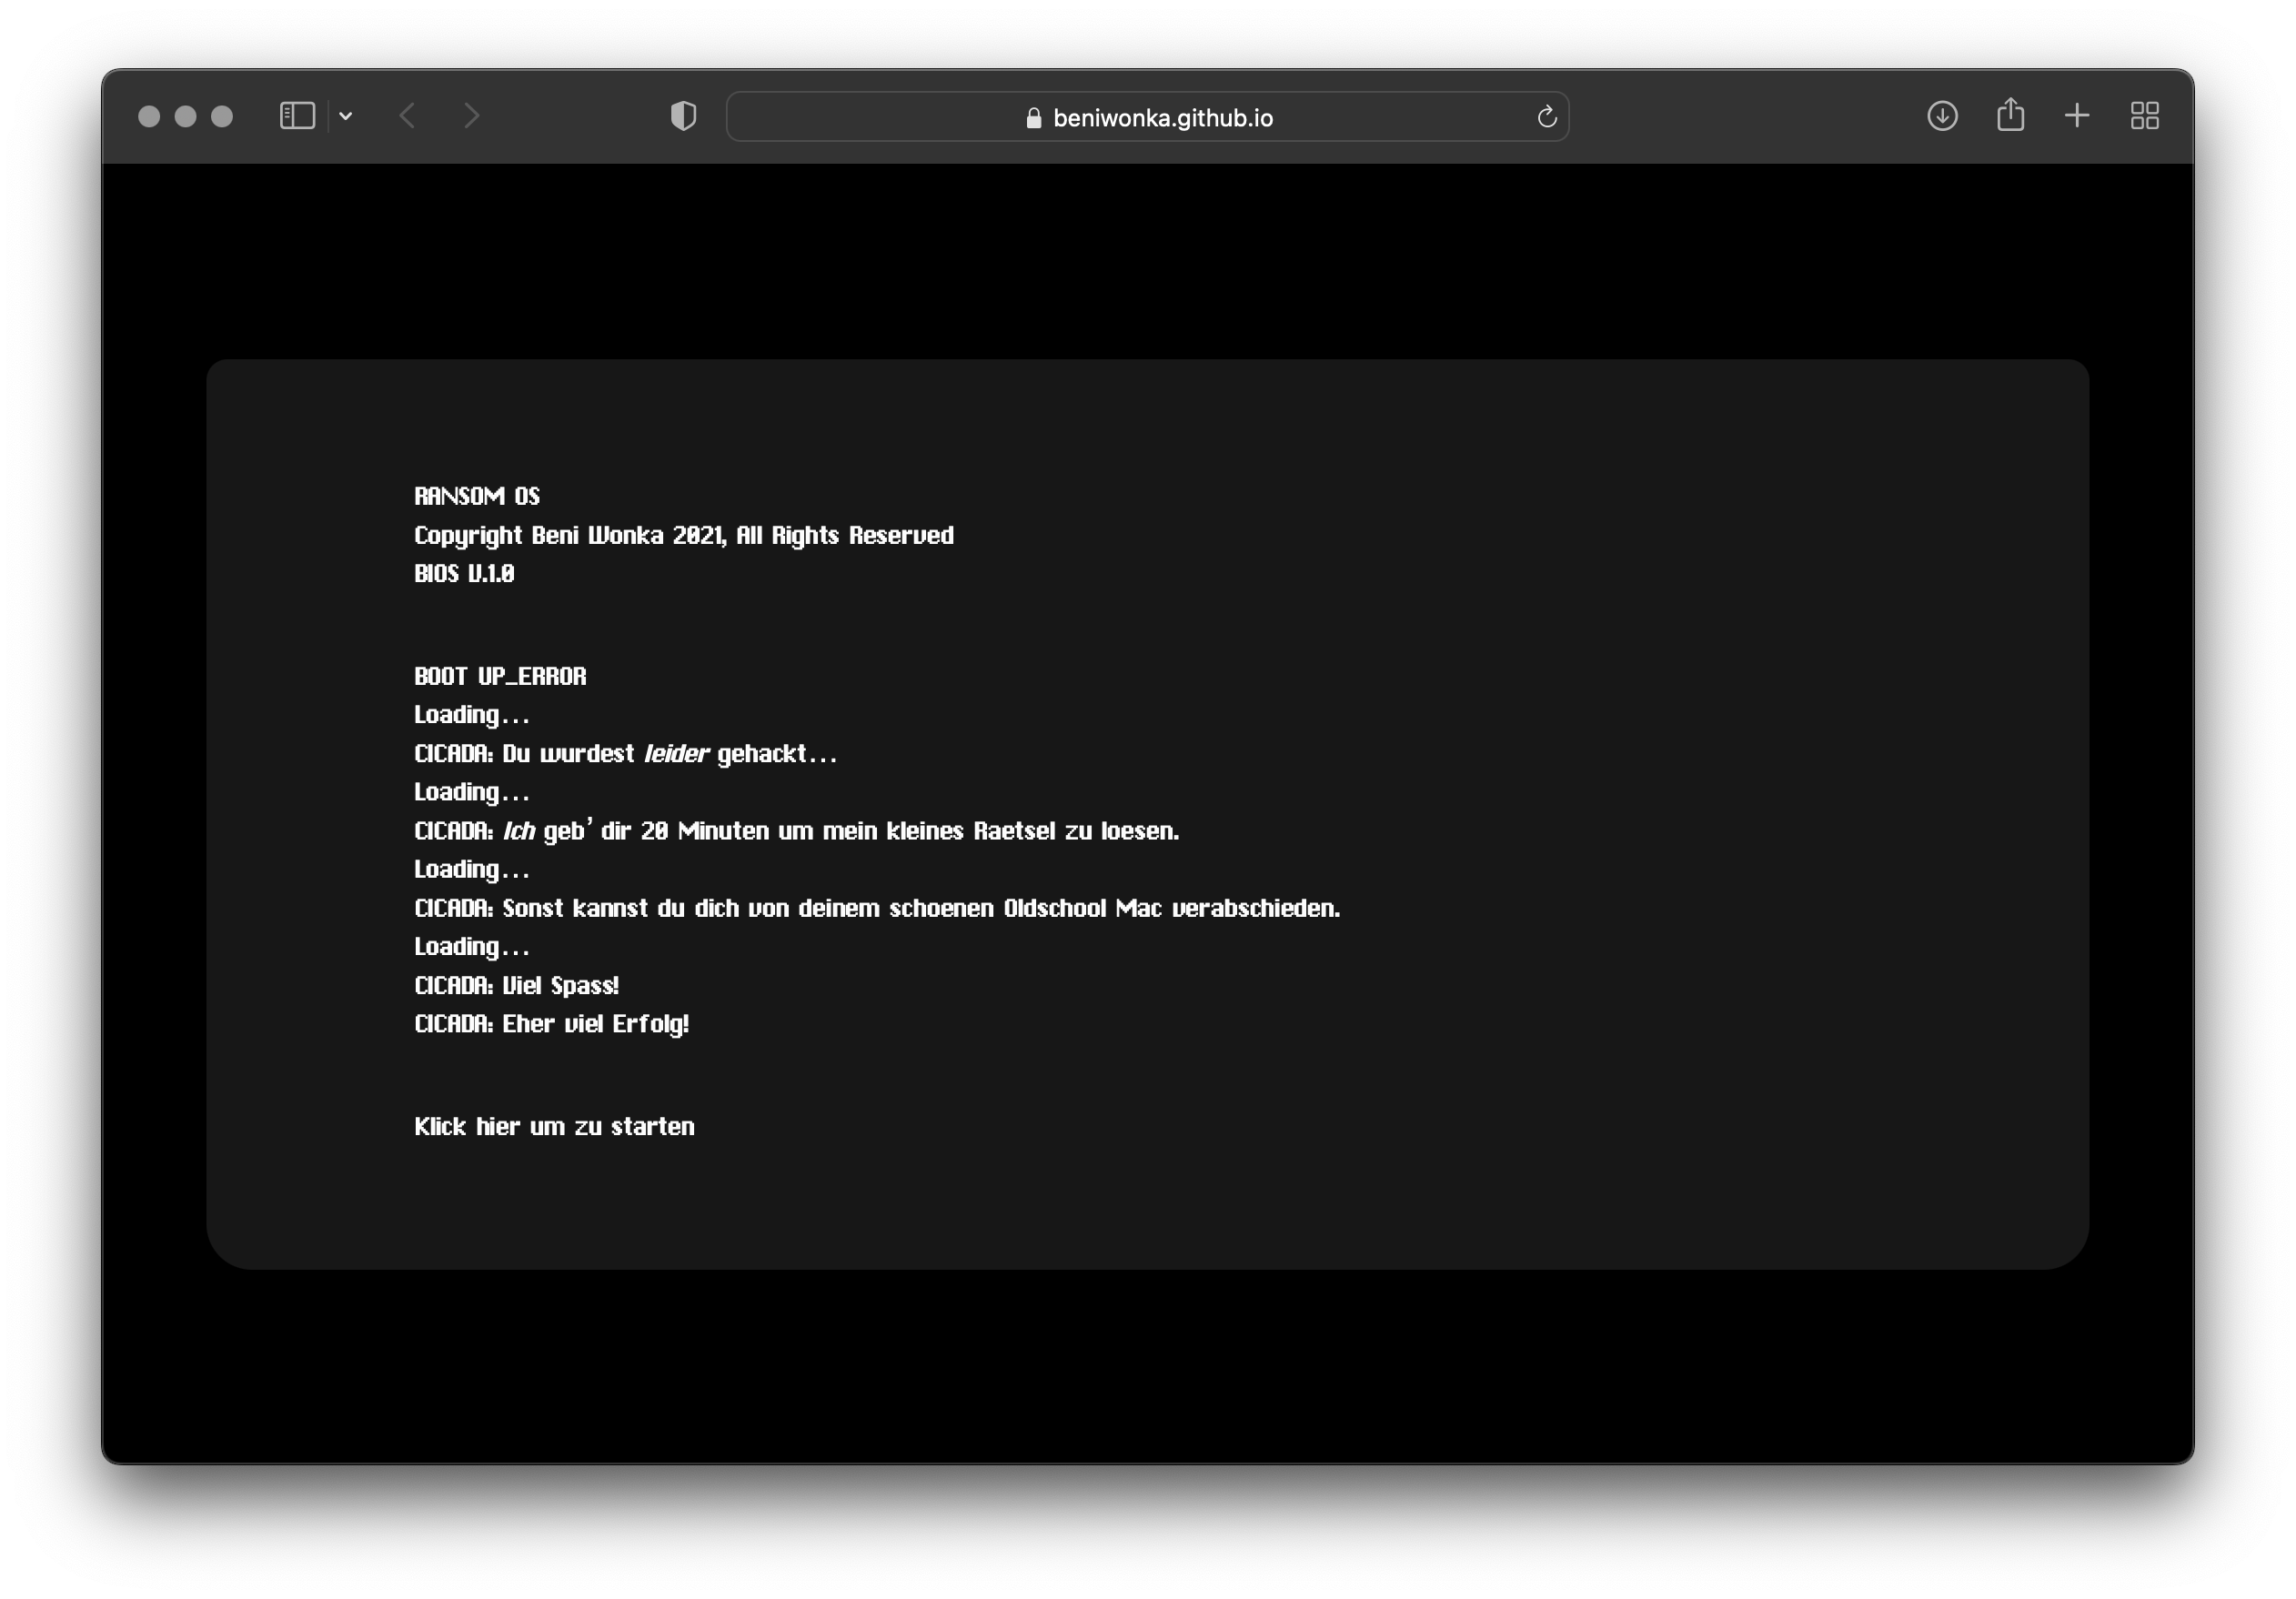 beniwonka.github.io
RANSOM OS
Copyright Beni Wonka 2021, All Rights Reserved
BIOS V.1.0
BOOT UP_ERROR
Loading...
CICADA: Du wurdest leider gehackt...
Loading...
CICADA: Ich geb' dir 20 Minuten um mein kleines Raetsel zu loesen.
Loading...
CICADA: Sonst kannst du dich von deinem schoenen Oldschool Mac verabschieden.
Loading...
CICADA: Viel Spass!
CICADA: Eher viel Erfolg!
Klick hier um zu starten